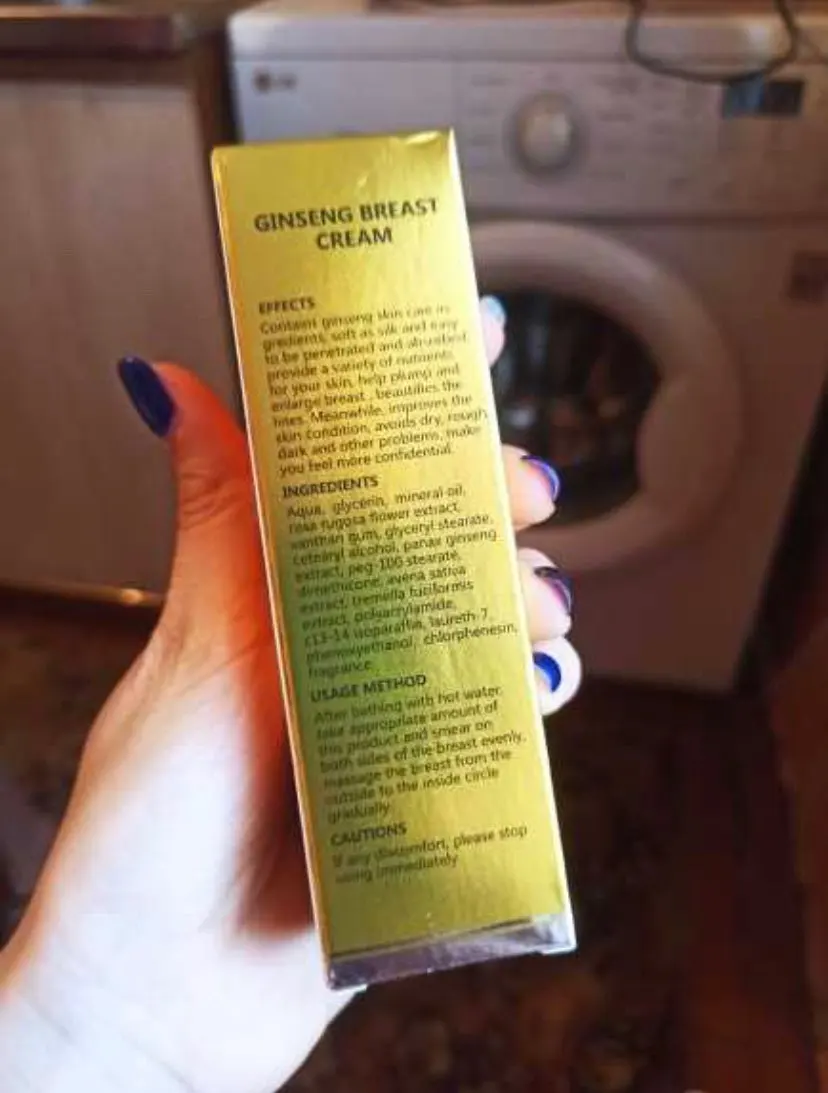 LG
GINSENG BREAST
CREAM
EFFECTS
Contains ginseng skin care in
gredients, soft as silk and easy
to be penetrated and absorbed
provide a variety of nutrients
for your skin, help plump and
enlarge breast , beautifies the
lines. Meanwhile, improves the
skin condition, avoids dry, rough
dark and other problems, make
you feel more confidential.
INGREDIENTS
Aqua, glycerin, mineral oil,
rosa rugosa flower extract,
xanthan gum, glyceryl stearate,
cetearyl alcohol, panax ginseng
extract, peg-100 stearate,
dimethicone, avena sativa
extract, tremella fuciformis
extract, polyacrylamide,
c13-14 isoparaffin, laureth-7,
phenoxyethanol, chlorphenesin,
fragrance
USAGE METHOD
After bathing with hot water,
take appropriate amount of
this product and smear on
both sides of the breast evenly,
massage the breast from the
outside to the inside circle
gradually.
CAUTIONS
If any discomfort, please stop
using immediately